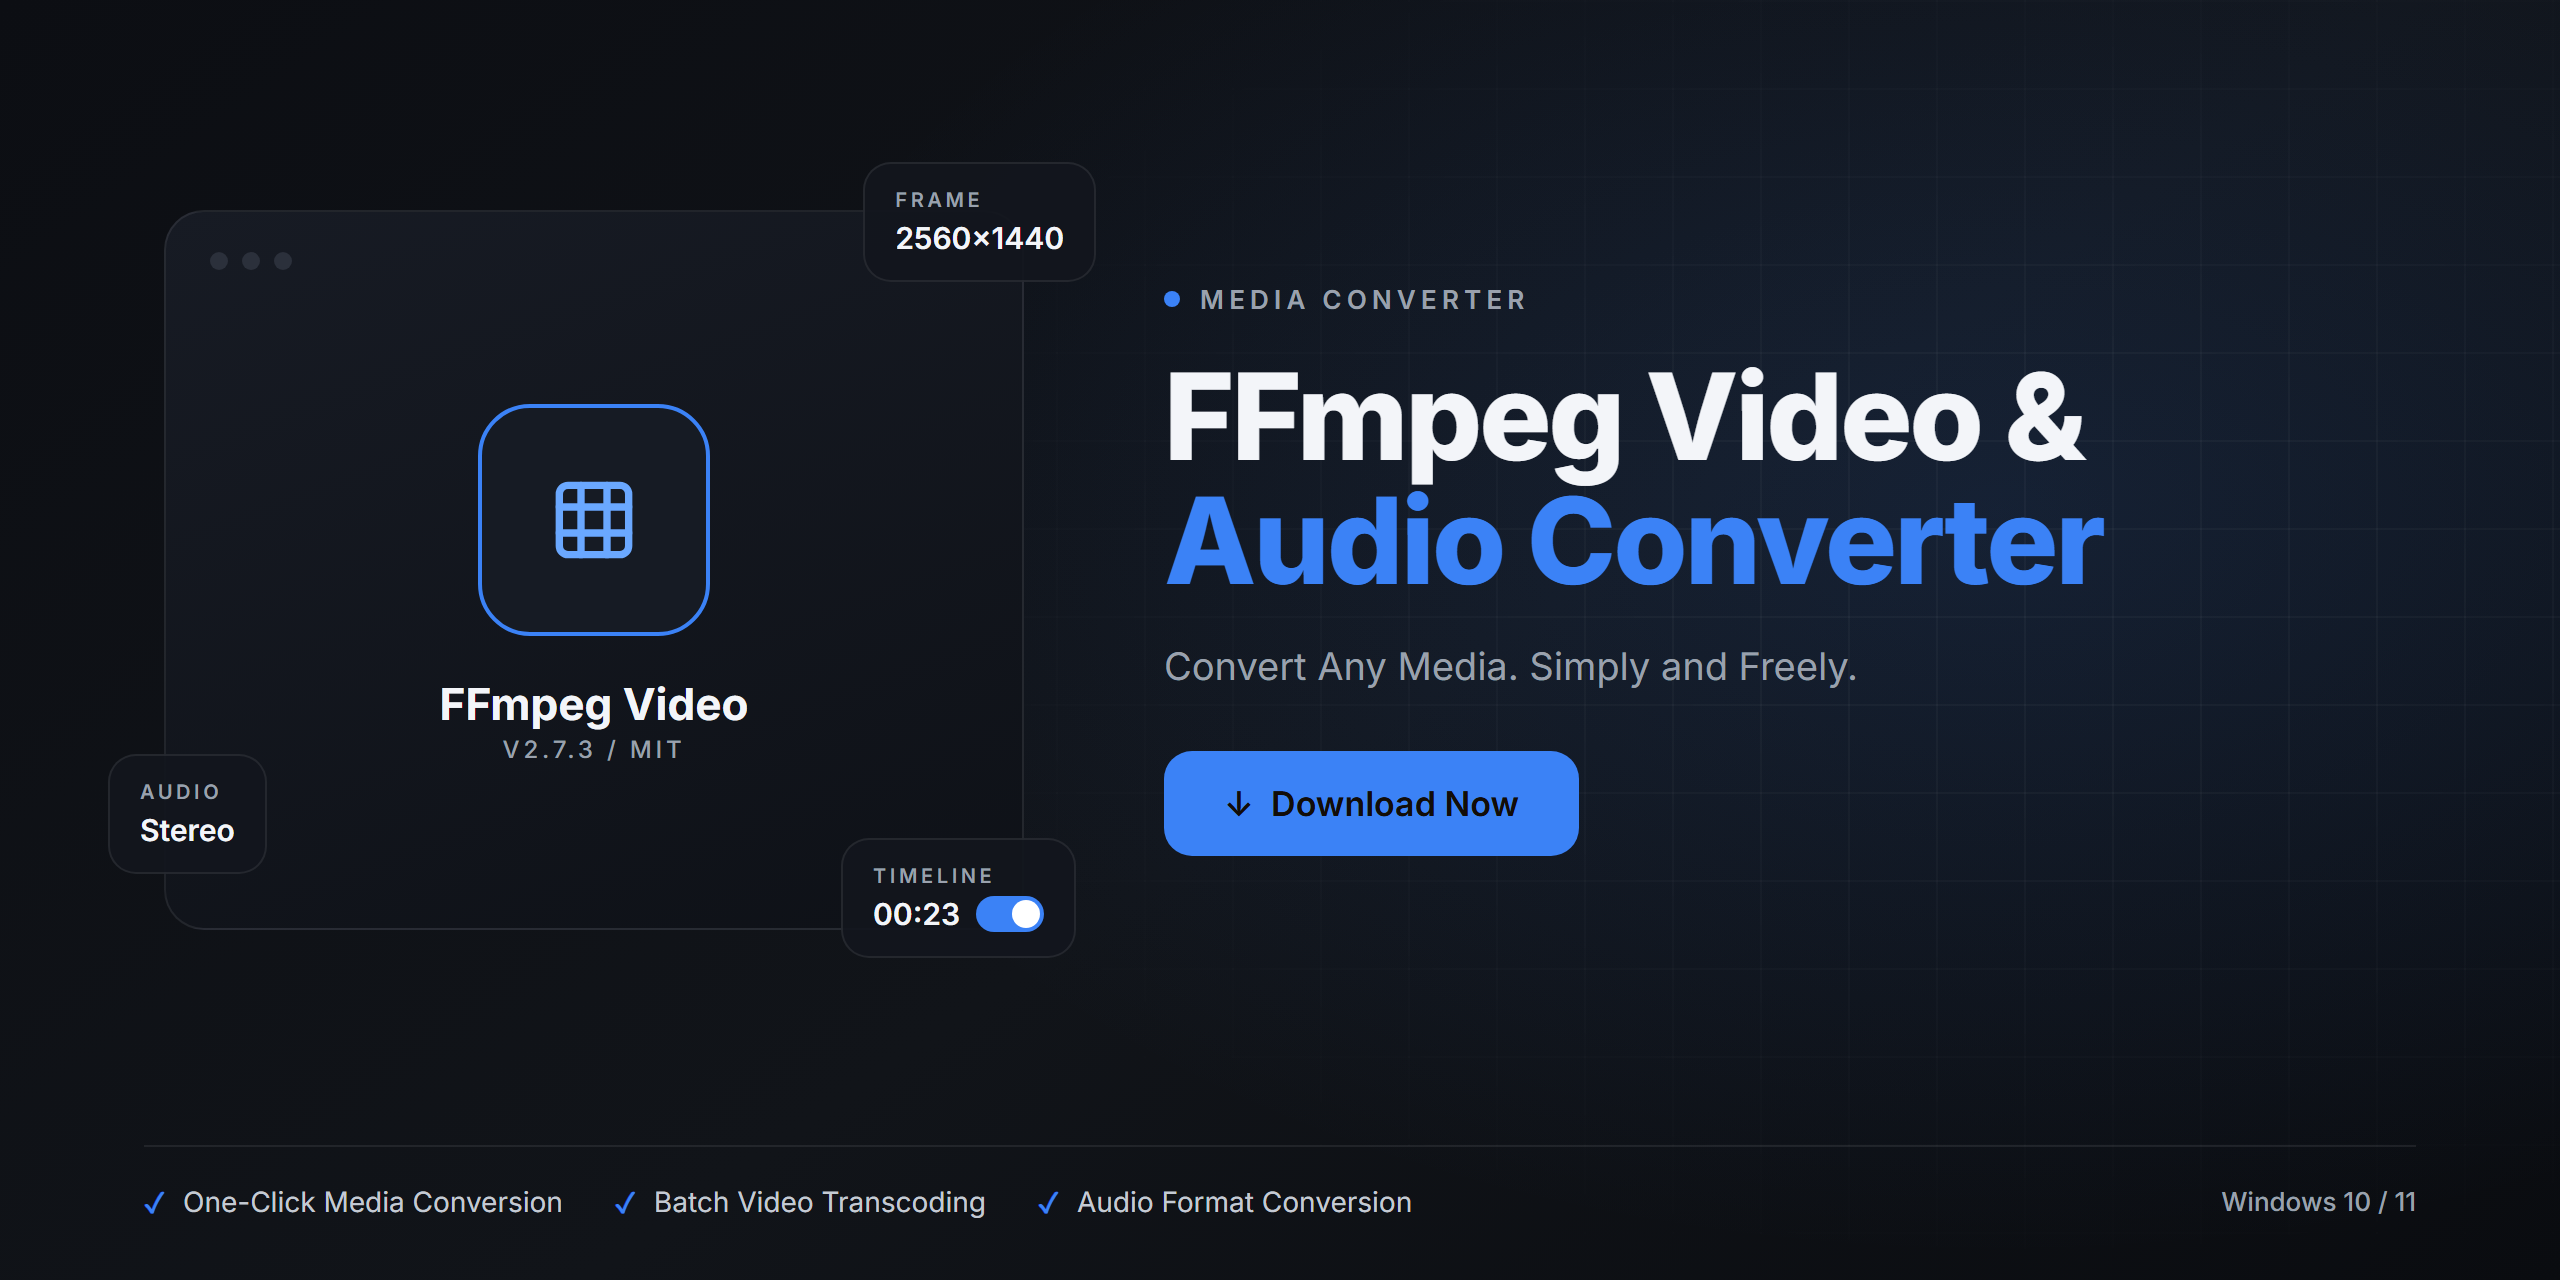 FRAME
2560×1440
FFmpeg Video
V2.7.3 / MIT
AUDIO
Stereo
TIMELINE
00:23
MEDIA CONVERTER
FFmpeg Video &
Audio Converter
Convert Any Media. Simply and Freely.
↓ Download Now
✓ One-Click Media Conversion
✓ Batch Video Transcoding
✓ Audio Format Conversion
Windows 10 / 11